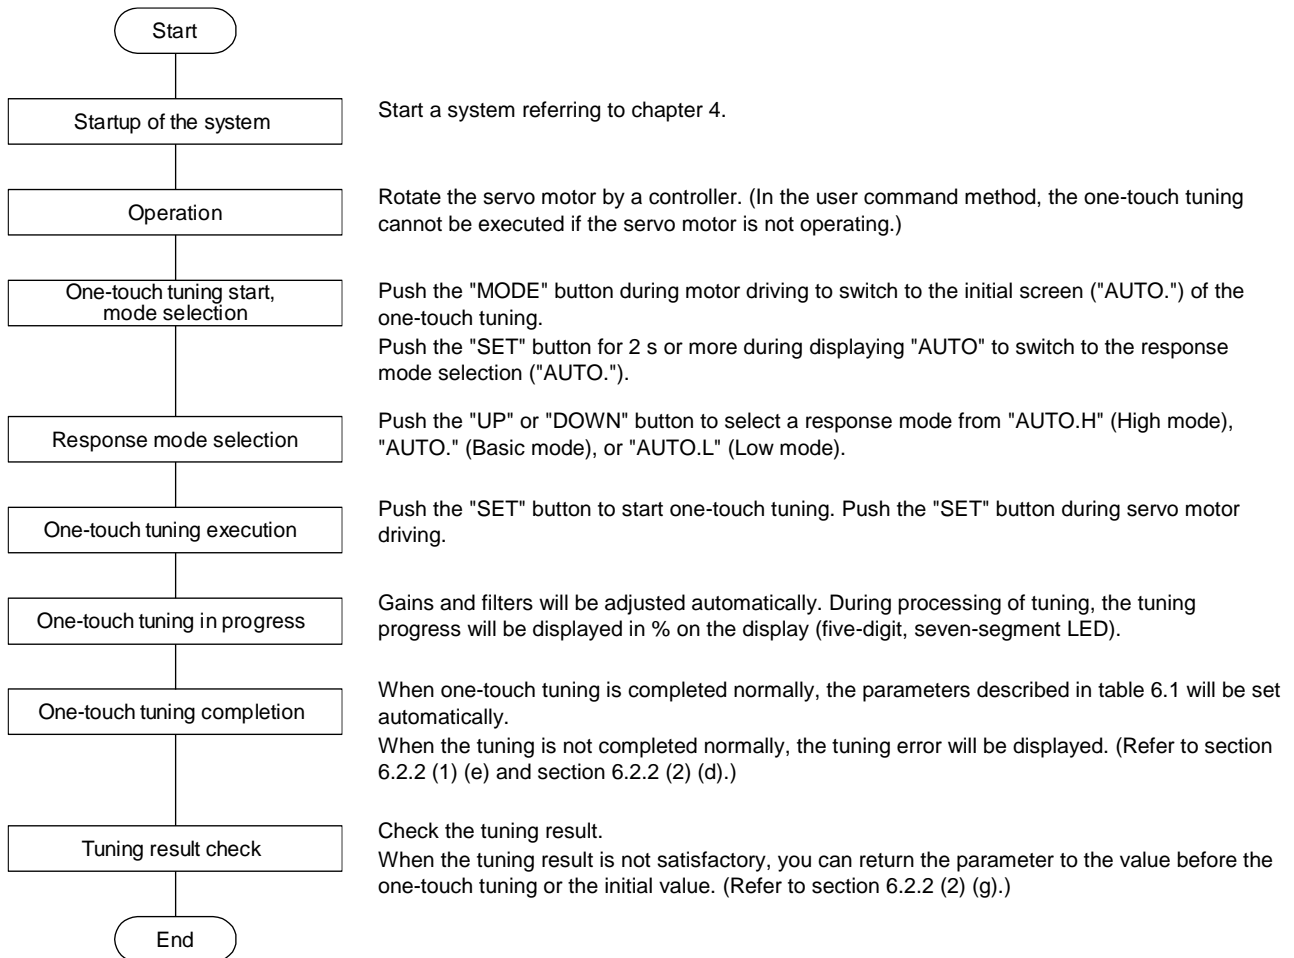 Start
Startup of the system
Start a system referring to chapter 4.
Operation
Rotate the servo motor by a controller. (In the user command method, the one-touch tuning
cannot be executed if the servo motor is not operating.)
One-touch tuning start,
mode selection
Push the "MODE" button during motor driving to switch to the initial screen ("AUTO.") of the
one-touch tuning.
Push the "SET" button for 2 s or more during displaying "AUTO" to switch to the response
mode selection ("AUTO.").
Response mode selection
Push the "UP" or "DOWN" button to select a response mode from "AUTO.H" (High mode),
"AUTO." (Basic mode), or "AUTO.L" (Low mode).
One-touch tuning execution
Push the "SET" button to start one-touch tuning. Push the "SET" button during servo motor
driving.
One-touch tuning in progress
Gains and filters will be adjusted automatically. During processing of tuning, the tuning
progress will be displayed in % on the display (five-digit, seven-segment LED).
One-touch tuning completion
When one-touch tuning is completed normally, the parameters described in table 6.1 will be set
automatically.
When the tuning is not completed normally, the tuning error will be displayed. (Refer to section
6.2.2 (1) (e) and section 6.2.2 (2) (d).)
Tuning result check
Check the tuning result.
When the tuning result is not satisfactory, you can return the parameter to the value before the
one-touch tuning or the initial value. (Refer to section 6.2.2 (2) (g).)
End